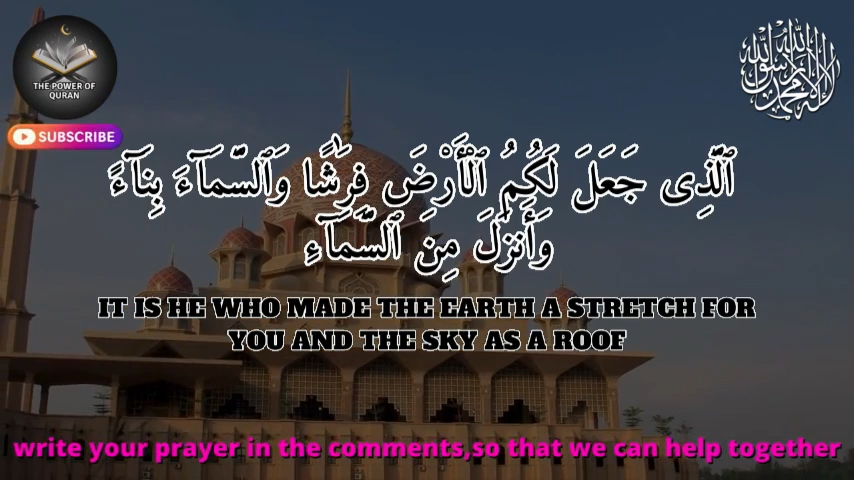 THE POWER OF
QURAN
SUBSCRIBE
ٱلَّذِى جَعَلَ لَكُمُ ٱلْأَرْضَ فِرَٰشًا وَٱلسَّمَآءَ بِنَآءً
وَأَنزَلَ مِنَ ٱلسَّمَآءِ
IT IS HE WHO MADE THE EARTH A STRETCH FOR
YOU AND THE SKY AS A ROOF
write your prayer in the comments,so that we can help together